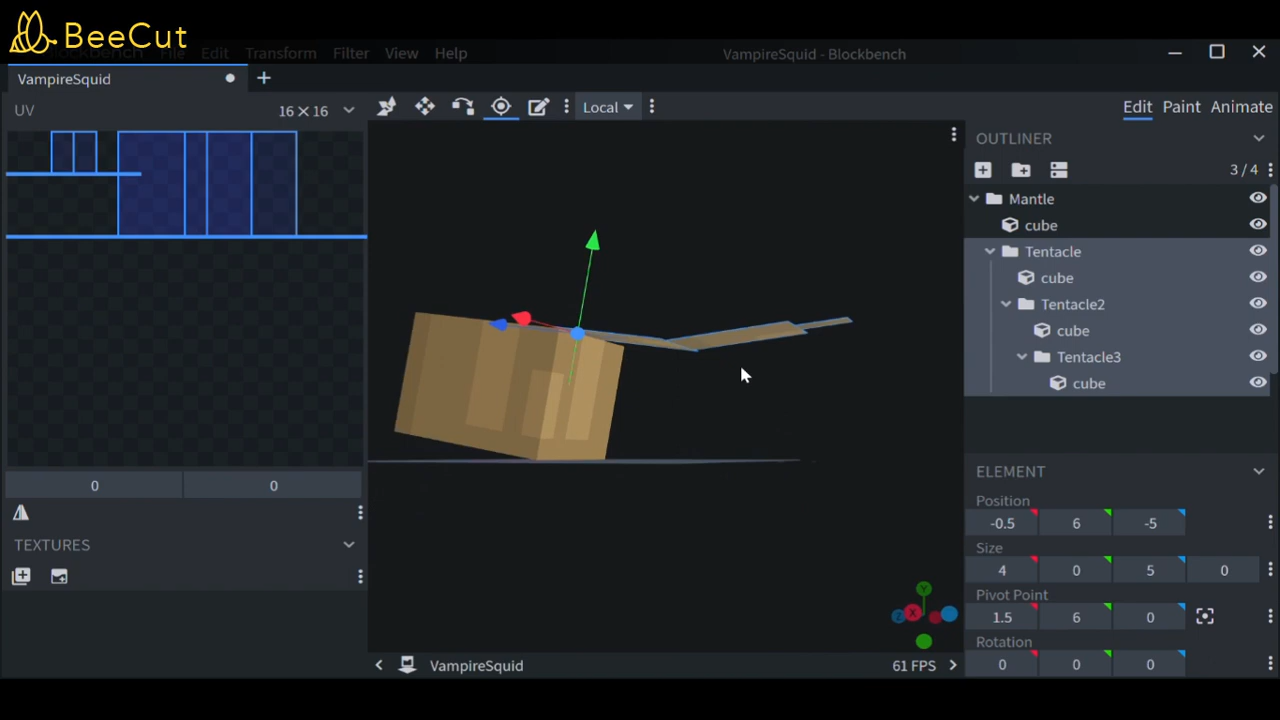 BeeCut
Blockbench File Edit Transform Filter View Help VampireSquid - Blockbench
VampireSquid
UV 16×16
Local
Edit Paint Animate
OUTLINER
3 / 4
Mantle
cube
Tentacle
cube
Tentacle2
cube
Tentacle3
cube
0 0
TEXTURES
ELEMENT
Position
-0.5 6 -5
Size
4 0 5 0
Pivot Point
1.5 6 0
Rotation
0 0 0
Y
Z X
VampireSquid 61 FPS